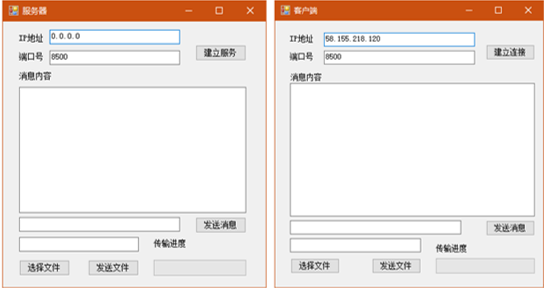 服务器
IP地址 0.0.0.0
端口号 8500
建立服务
消息内容
发送消息
传输进度
选择文件 发送文件
客户端
IP地址 58.155.218.120
端口号 8500
建立连接
消息内容
发送消息
传输进度
选择文件 发送文件